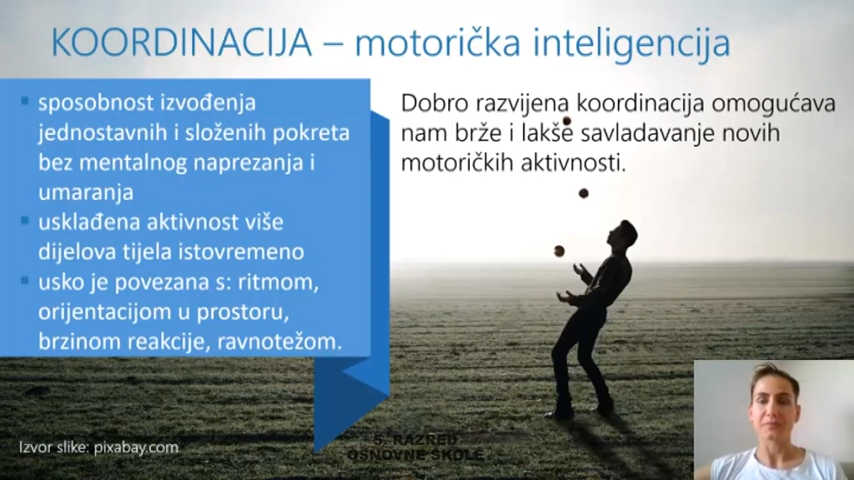 KOORDINACIJA – motorička inteligencija
sposobnost izvođenja
jednostavnih i složenih pokreta
bez mentalnog naprezanja i
umaranja
usklađena aktivnost više
dijelova tijela istovremeno
usko je povezana s: ritmom,
orijentacijom u prostoru,
brzinom reakcije, ravnotežom.
Dobro razvijena koordinacija omogućava
nam brže i lakše savladavanje novih
motoričkih aktivnosti.
Izvor slike: pixabay.com
5. RAZRED
OSNOVNE ŠKOLE